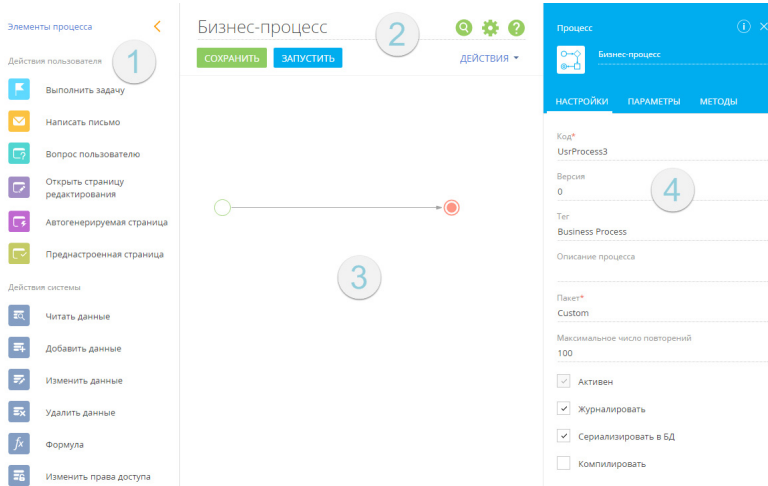 Элементы процесса
1
Действия пользователя
Выполнить задачу
Написать письмо
Вопрос пользователю
Открыть страницу
редактирования
Автогенерируемая страница
Преднастроенная страница
Действия системы
Читать данные
Добавить данные
Изменить данные
Удалить данные
fx
Формула
Изменить права доступа
Бизнес-процесс
2
?
СОХРАНИТЬ
ЗАПУСТИТЬ
ДЕЙСТВИЯ
3
Процесс
i
Бизнес-процесс
НАСТРОЙКИ
ПАРАМЕТРЫ
МЕТОДЫ
Код*
UsrProcess3
Версия
0
4
Тег
Business Process
Описание процесса
Пакет*
Custom
Максимальное число повторений
100
Активен
Журналировать
Сериализировать в БД
Компилировать